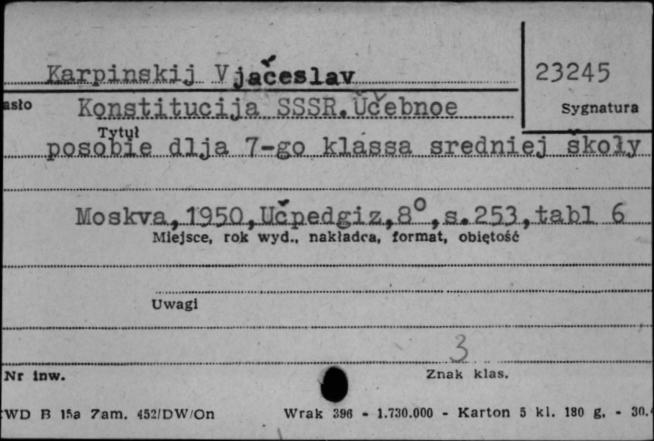 Karpinskij Vjačeslav 23245
asło Konstitucija SSSR.Učebnoe Sygnatura
Tytuł
posobie dlja 7-go klassa sredniej školy
Moskva,1950,Učpedgiz,8°,s.253,tabl 6
Miejsce, rok wyd., nakładca, format, objętość
Uwagi
3
Nr inw. Znak klas.
CWD B 15a Zam. 452/DW/On Wrak 396 - 1.730.000 - Karton 5 kl. 180 g. - 30.